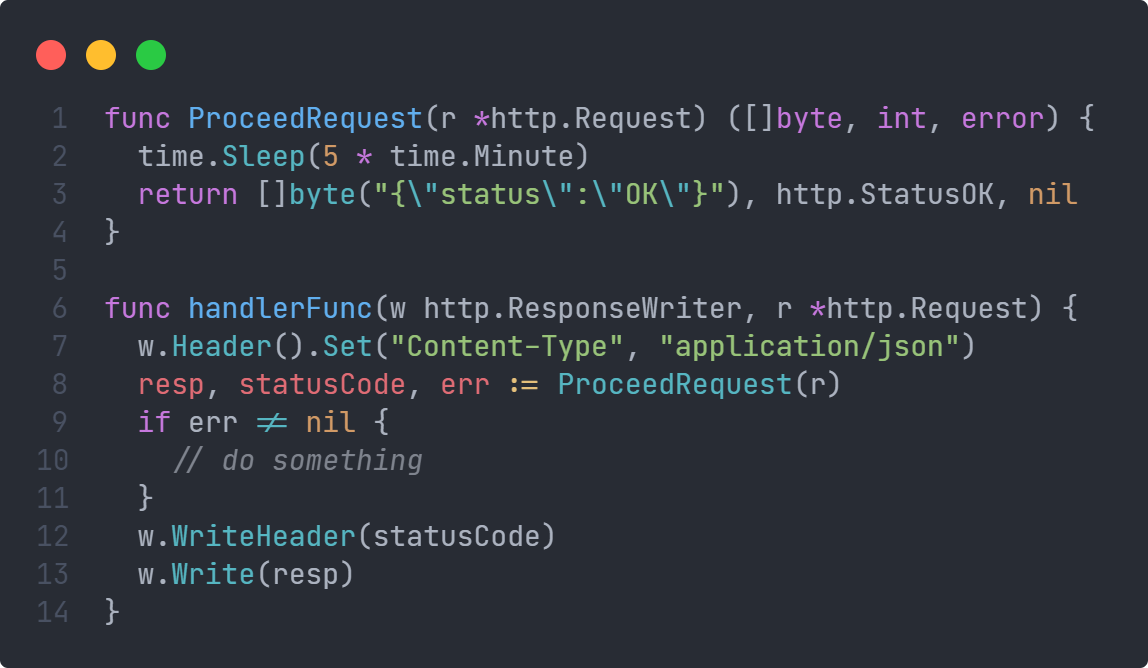 1 func ProceedRequest(r *http.Request) ([]byte, int, error) {
2   time.Sleep(5 * time.Minute)
3   return []byte("{\"status\":\"OK\"}"), http.StatusOK, nil
4 }
5
6 func handlerFunc(w http.ResponseWriter, r *http.Request) {
7   w.Header().Set("Content-Type", "application/json")
8   resp, statusCode, err := ProceedRequest(r)
9   if err != nil {
10     // do something
11   }
12   w.WriteHeader(statusCode)
13   w.Write(resp)
14 }